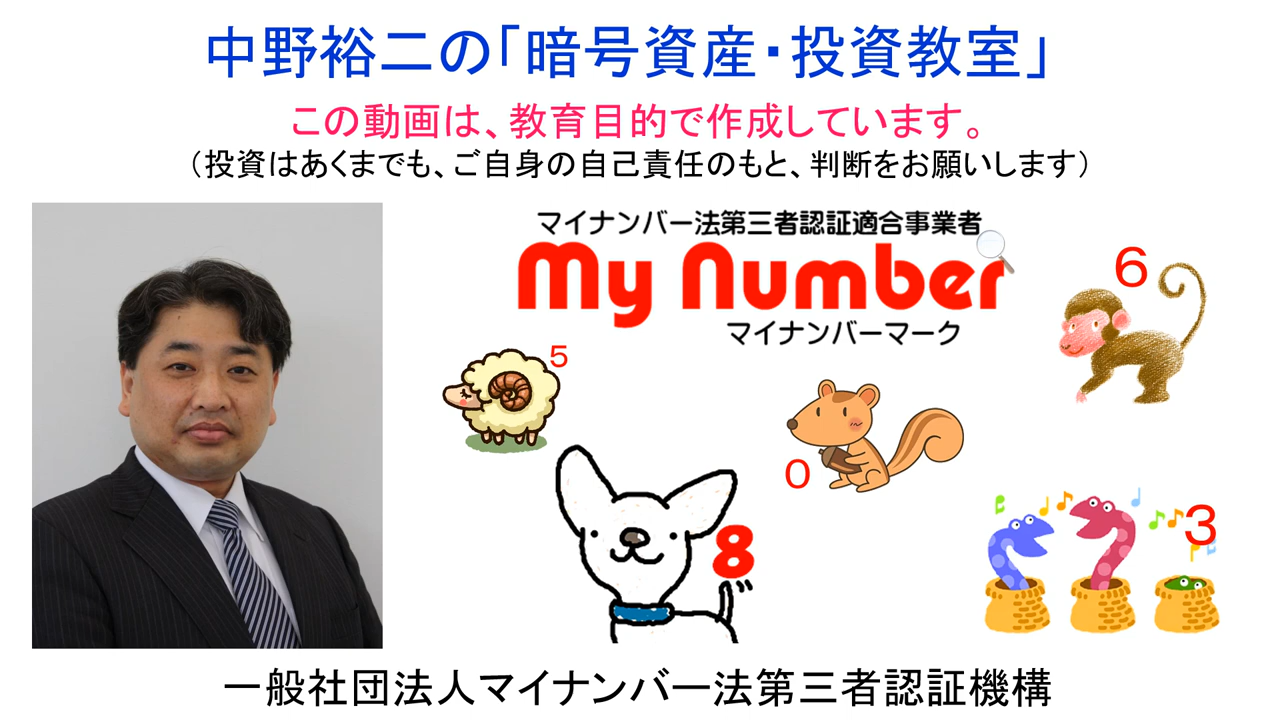 中野裕二の「暗号資産・投資教室」
この動画は、教育目的で作成しています。
（投資はあくまでも、ご自身の自己責任のもと、判断をお願いします）
マイナンバー法第三者認証適合事業者
My Number
マイナンバーマーク
6
5
0
8
3
一般社団法人マイナンバー法第三者認証機構